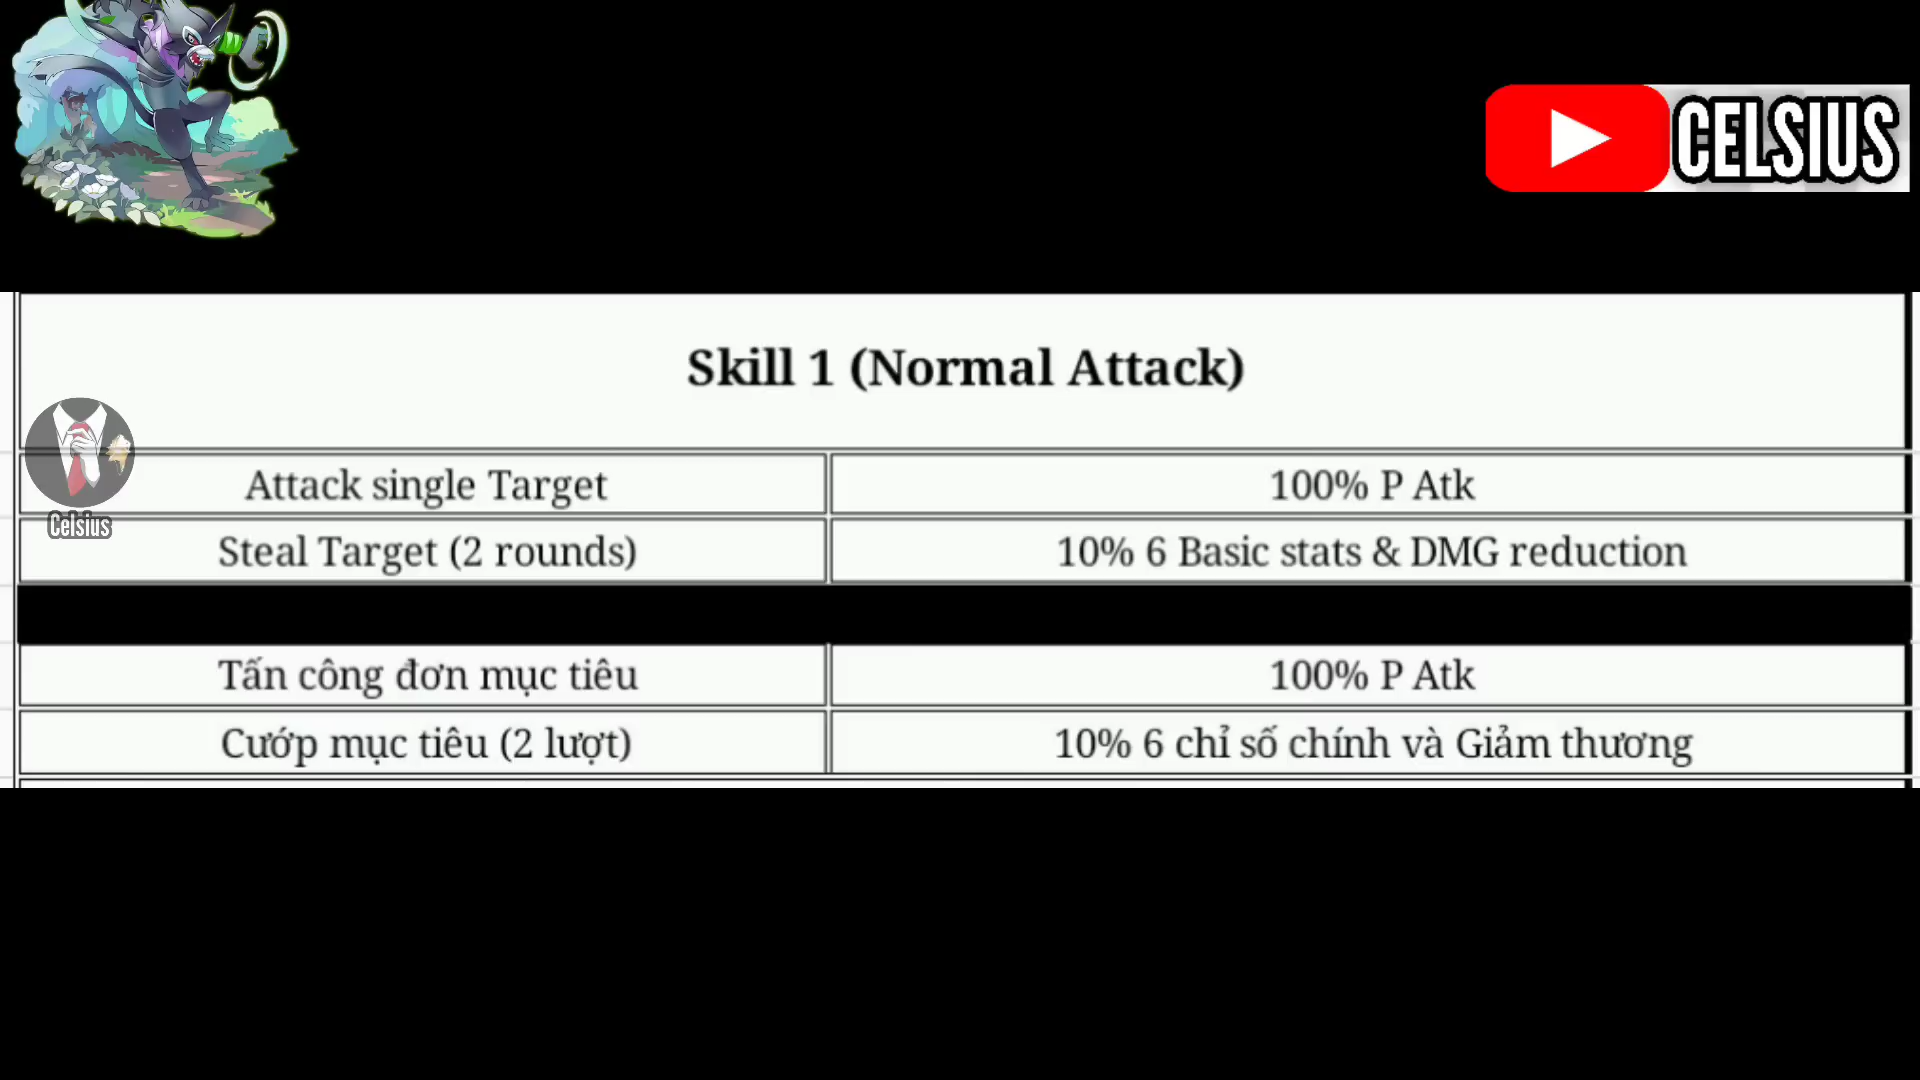 CELSIUS
Skill 1 (Normal Attack)
Attack single Target 100% P Atk
Celsius
Steal Target (2 rounds) 10% 6 Basic stats & DMG reduction
Tấn công đơn mục tiêu 100% P Atk
Cướp mục tiêu (2 lượt) 10% 6 chỉ số chính và Giảm thương